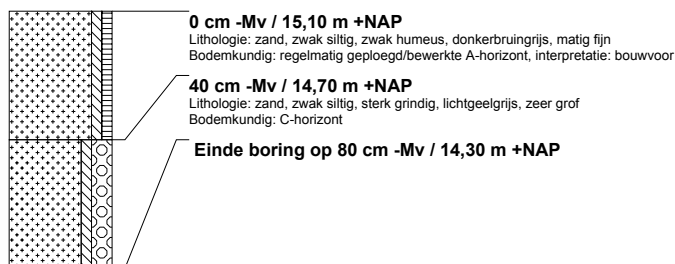 0 cm -Mv / 15,10 m +NAP
Lithologie: zand, zwak siltig, zwak humeus, donkerbruingrijs, matig fijn
Bodemkundig: regelmatig geploegd/bewerkte A-horizont, interpretatie: bouwvoor
40 cm -Mv / 14,70 m +NAP
Lithologie: zand, zwak siltig, sterk grindig, lichtgeelgrijs, zeer grof
Bodemkundig: C-horizont
Einde boring op 80 cm -Mv / 14,30 m +NAP